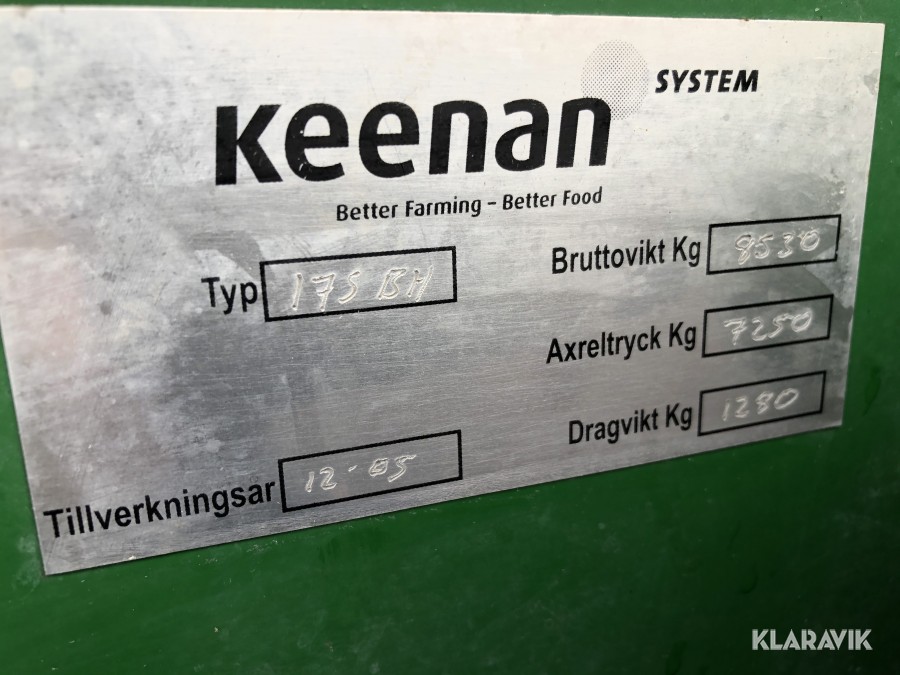 Keenan SYSTEM
Better Farming – Better Food
Typ 175 BH
Bruttovikt Kg 8530
Axreltryck Kg 7250
Dragvikt Kg 1280
Tillverkningsar 12-05
KLARAVIK